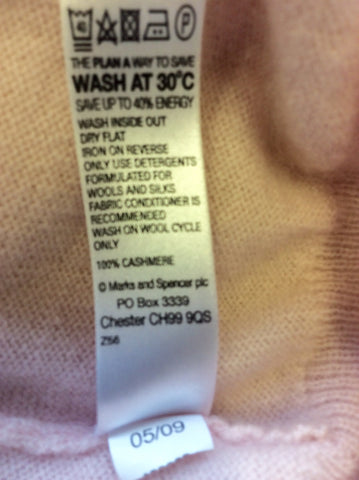 40 P
THE PLAN A WAY TO SAVE
WASH AT 30°C
SAVE UP TO 40% ENERGY
WASH INSIDE OUT
DRY FLAT
IRON ON REVERSE
ONLY USE DETERGENTS
FORMULATED FOR
WOOLS AND SILKS
FABRIC CONDITIONER IS
RECOMMENDED
WASH ON WOOL CYCLE
ONLY
100% CASHMERE
© Marks and Spencer plc
PO Box 3339
Chester CH99 9QS
Z56
05/09